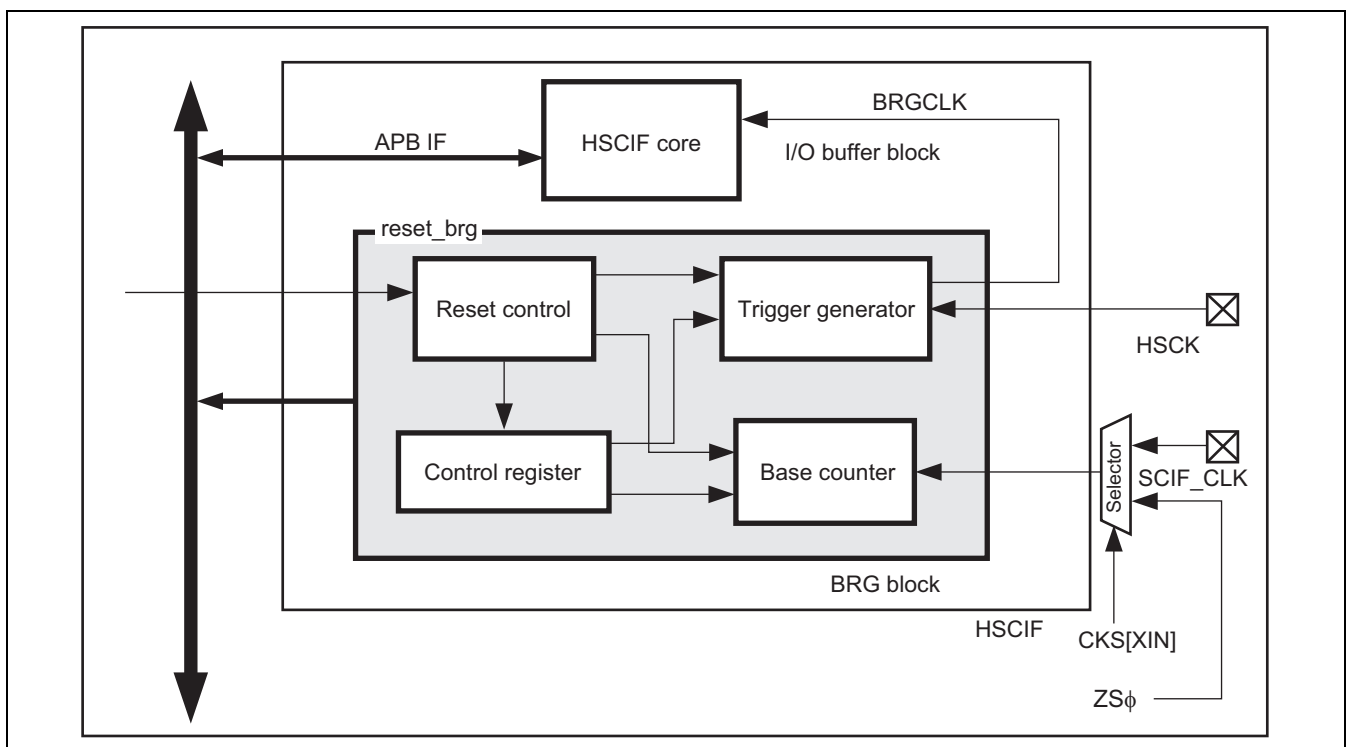 BRGCLK
APB IF
HSCIF core
I/O buffer block
reset_brg
Reset control
Trigger generator
HSCK
Control register
Base counter
Selector
SCIF_CLK
BRG block
HSCIF
CKS[XIN]
ZSϕ